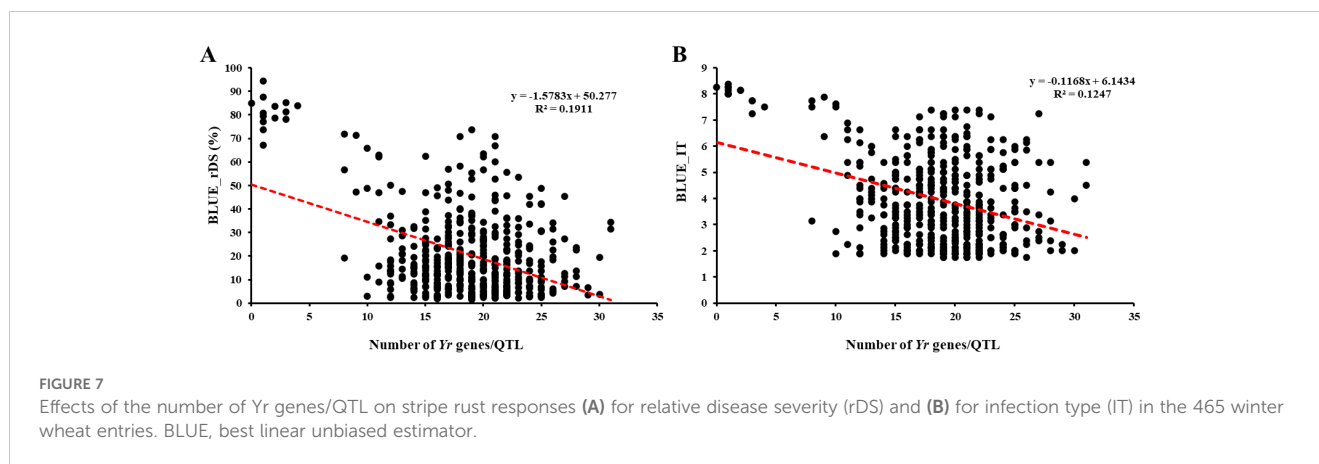 A
B
y = -1.5783x + 50.277
R² = 0.1911
BLUE_rDS (%)
100
90
80
70
60
50
40
30
20
10
0
0 5 10 15 20 25 30 35
Number of Yr genes/QTL
y = -0.1168x + 6.1434
R² = 0.1247
BLUE_IT
9
8
7
6
5
4
3
2
1
0
0 5 10 15 20 25 30 35
Number of Yr genes/QTL
FIGURE 7
Effects of the number of Yr genes/QTL on stripe rust responses (A) for relative disease severity (rDS) and (B) for infection type (IT) in the 465 winter
wheat entries. BLUE, best linear unbiased estimator.